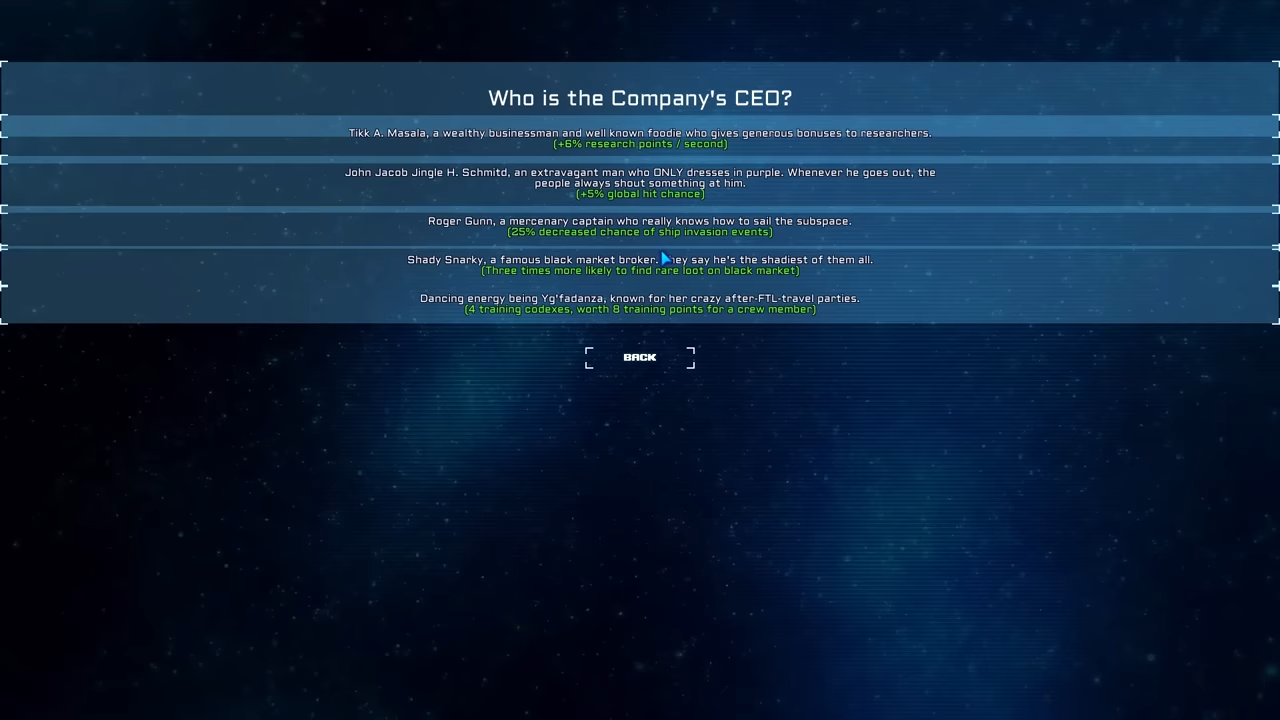 Who is the Company's CEO?
Tikk A. Masala, a wealthy businessman and well known foodie who gives generous bonuses to researchers.
(+6% research points / second)
John Jacob Jingle H. Schmitd, an extravagant man who ONLY dresses in purple. Whenever he goes out, the
people always shout something at him.
(+5% global hit chance)
Roger Gunn, a mercenary captain who really knows how to sail the subspace.
(25% decreased chance of ship invasion events)
Shady Snarky, a famous black market broker. They say he's the shadiest of them all.
(Three times more likely to find rare loot on black market)
Dancing energy being Yg'fadanza, known for her crazy after-FTL-travel parties.
(4 training codexes, worth 8 training points for a crew member)
BACK